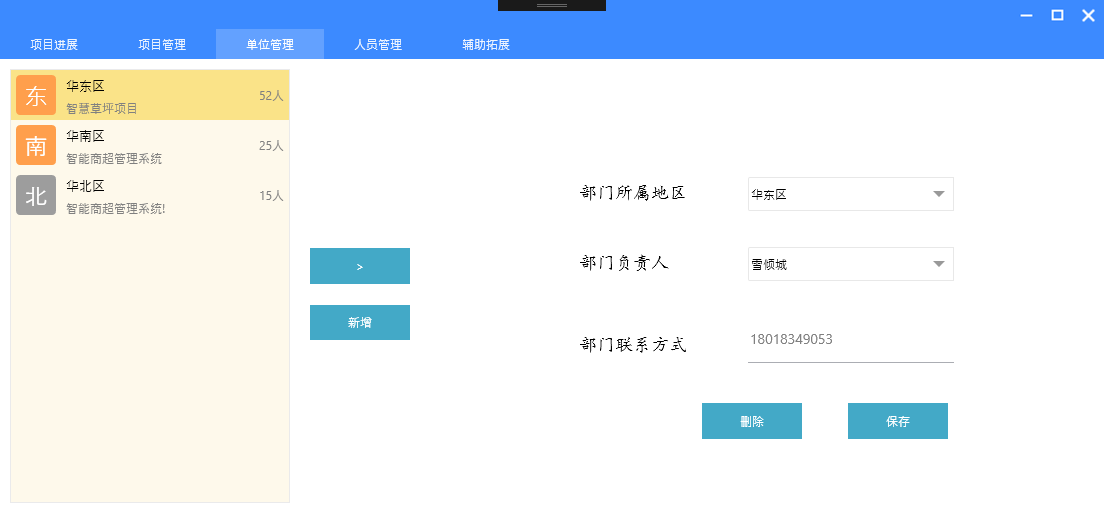 项目进展
项目管理
单位管理
人员管理
辅助拓展
东
华东区
智慧草坪项目
52人
南
华南区
智能商超管理系统
25人
北
华北区
智能商超管理系统!
15人
>
新增
部门所属地区
华东区
部门负责人
雪倾城
部门联系方式
18018349053
删除
保存